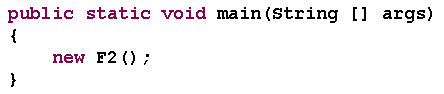 public static void main(String [] args)
{
    new F2();
}